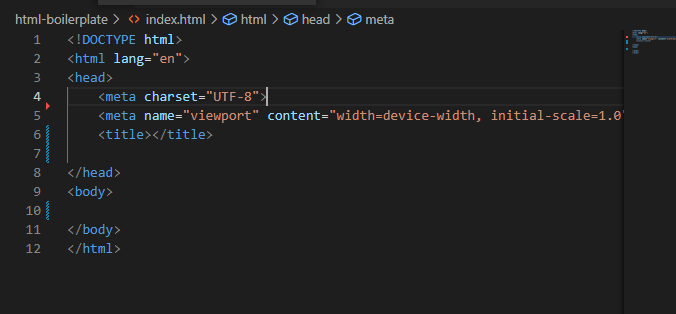 html-boilerplate > index.html > html > head > meta
1 <!DOCTYPE html>
2 <html lang="en">
3 <head>
4 <meta charset="UTF-8">
5 <meta name="viewport" content="width=device-width, initial-scale=1.0"
6 <title></title>
7
8 </head>
9 <body>
10
11 </body>
12 </html>